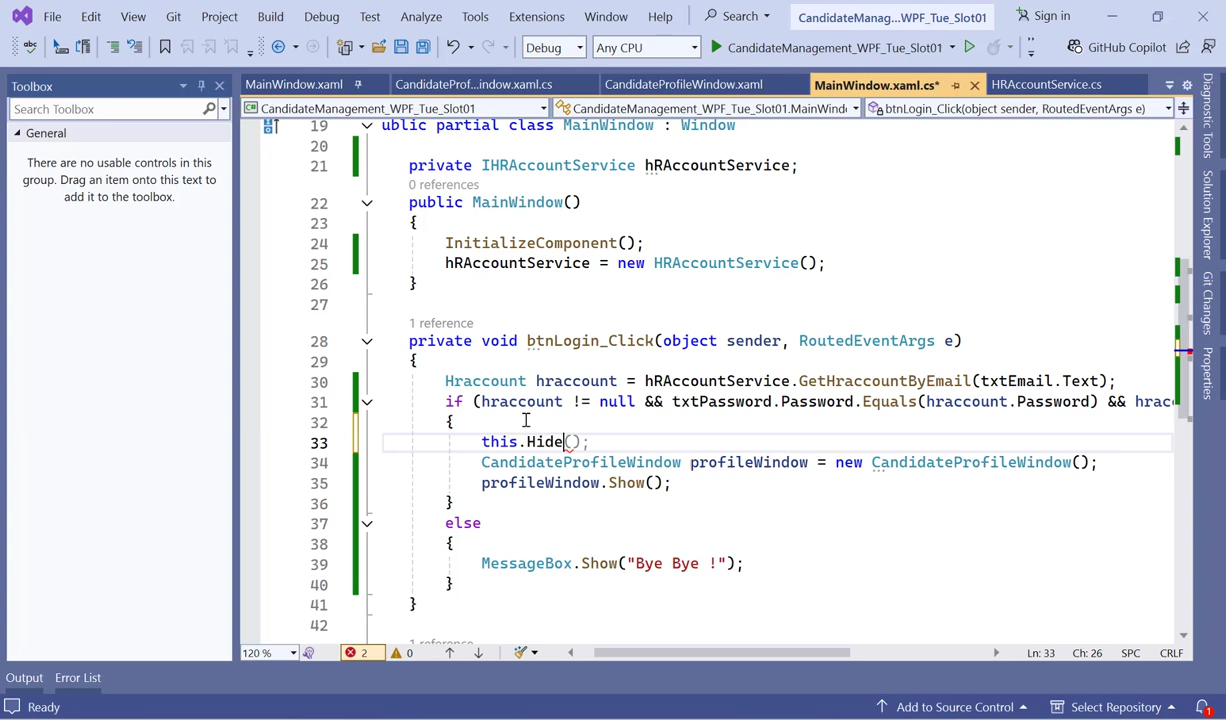 File Edit View Git Project Build Debug Test Analyze Tools Extensions Window Help Search CandidateManag...WPF_Tue_Slot01 Sign in
Debug Any CPU CandidateManagement_WPF_Tue_Slot01 GitHub Copilot
Toolbox
Search Toolbox
General
There are no usable controls in this
group. Drag an item onto this text to
add it to the toolbox.
MainWindow.xaml CandidateProf...indow.xaml.cs CandidateProfileWindow.xaml MainWindow.xaml.cs* HRAccountService.cs
CandidateManagement_WPF_Tue_Slot01 CandidateManagement_WPF_Tue_Slot01.MainWindo btnLogin_Click(object sender, RoutedEventArgs e)
19 ublic partial class MainWindow : Window
20
21 private IHRAccountService hRAccountService;
0 references
22 public MainWindow()
23 {
24 InitializeComponent();
25 hRAccountService = new HRAccountService();
26 }
27
1 reference
28 private void btnLogin_Click(object sender, RoutedEventArgs e)
29 {
30 Hraccount hraccount = hRAccountService.GetHraccountByEmail(txtEmail.Text);
31 if (hraccount != null && txtPassword.Password.Equals(hraccount.Password) && hracc
32 {
33 this.Hide();
34 CandidateProfileWindow profileWindow = new CandidateProfileWindow();
35 profileWindow.Show();
36 }
37 else
38 {
39 MessageBox.Show("Bye Bye !");
40 }
41 }
42
120 % 2 0 Ln: 33 Ch: 26 SPC CRLF
Diagnostic Tools
Solution Explorer
Git Changes
Properties
Output Error List
Ready Add to Source Control Select Repository 1